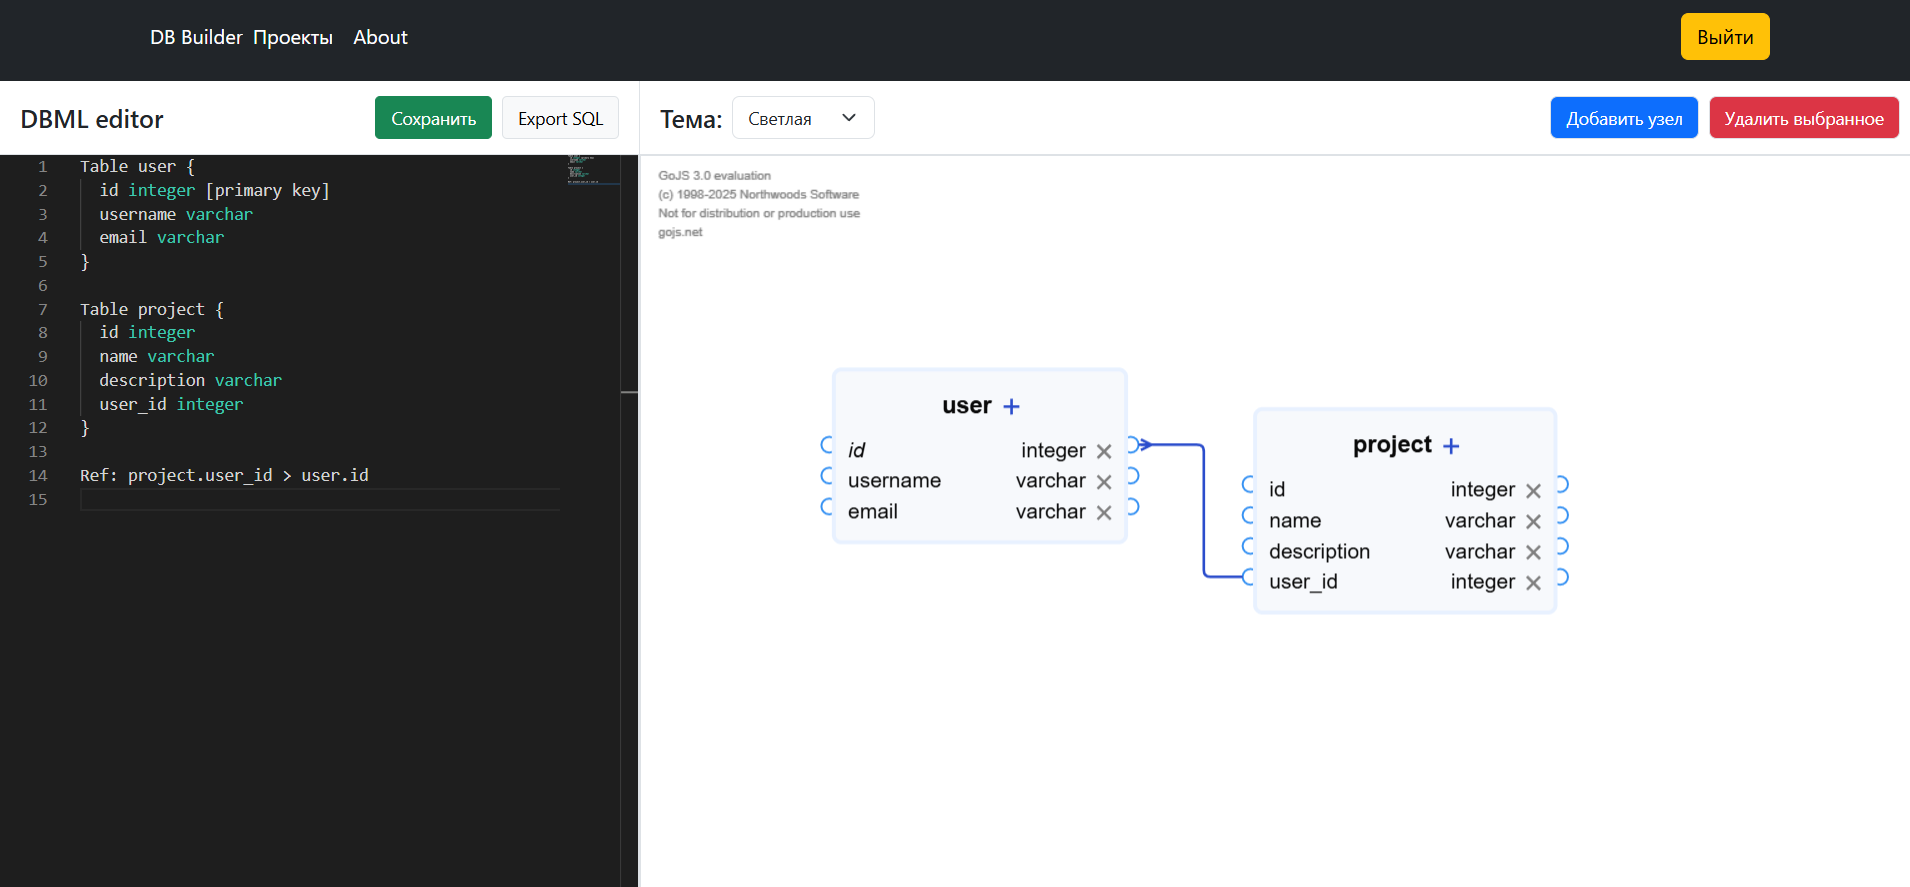 DB Builder Проекты About
Выйти
DBML editor
Сохранить
Export SQL
Тема:
Светлая
Добавить узел
Удалить выбранное
1 Table user {
2 id integer [primary key]
3 username varchar
4 email varchar
5 }
6
7 Table project {
8 id integer
9 name varchar
10 description varchar
11 user_id integer
12 }
13
14 Ref: project.user_id > user.id
15
GoJS 3.0 evaluation
(c) 1998-2025 Northwoods Software
Not for distribution or production use
gojs.net
user +
id integer
username varchar
email varchar
project +
id integer
name varchar
description varchar
user_id integer